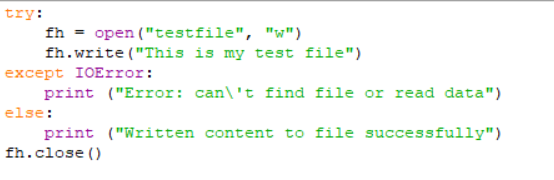 try:
    fh = open("testfile", "w")
    fh.write("This is my test file")
except IOError:
    print ("Error: can\'t find file or read data")
else:
    print ("Written content to file successfully")
fh.close()